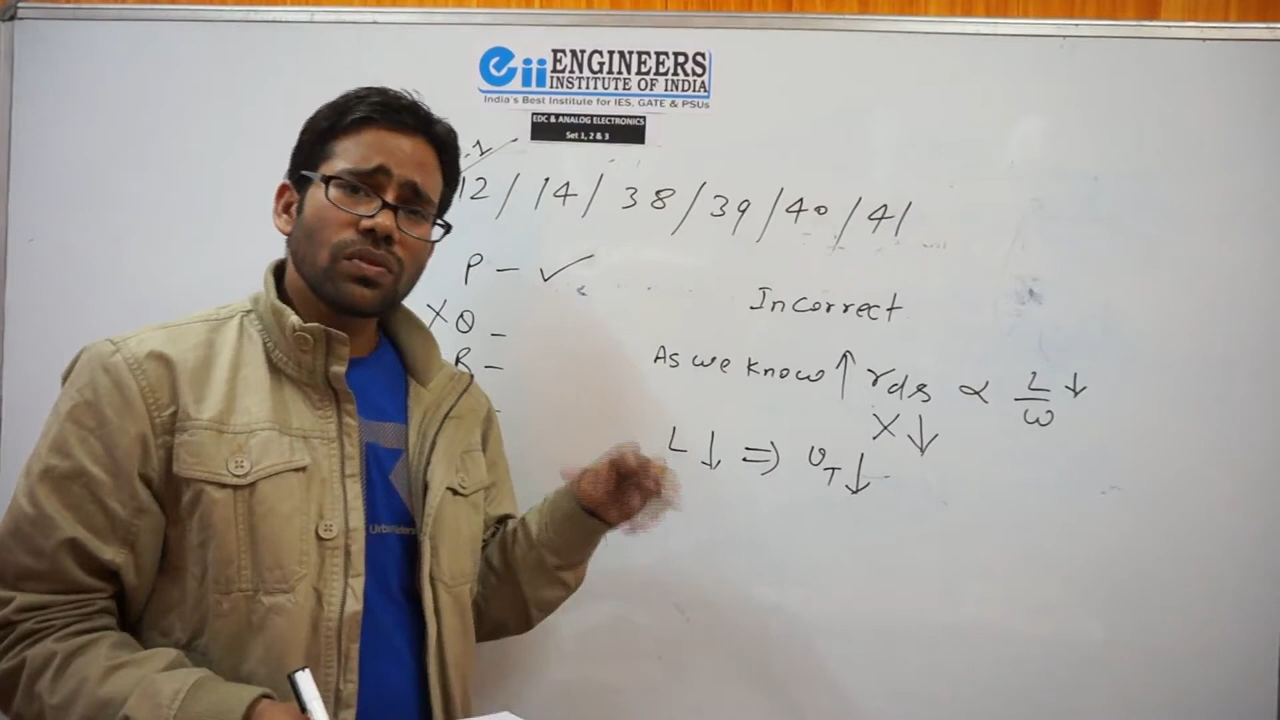 eii ENGINEERS
INSTITUTE OF INDIA
India's Best Institute for IES, GATE & PSUs
EDC & ANALOG ELECTRONICS
Set 1, 2 & 3
12 / 14 / 38 / 39 / 40 / 41
P - ✓
X Q -
R -
Incorrect
As we know ↑ rds ∝ L/W ↓
X ↓
L ↓ ⇒ VT ↓